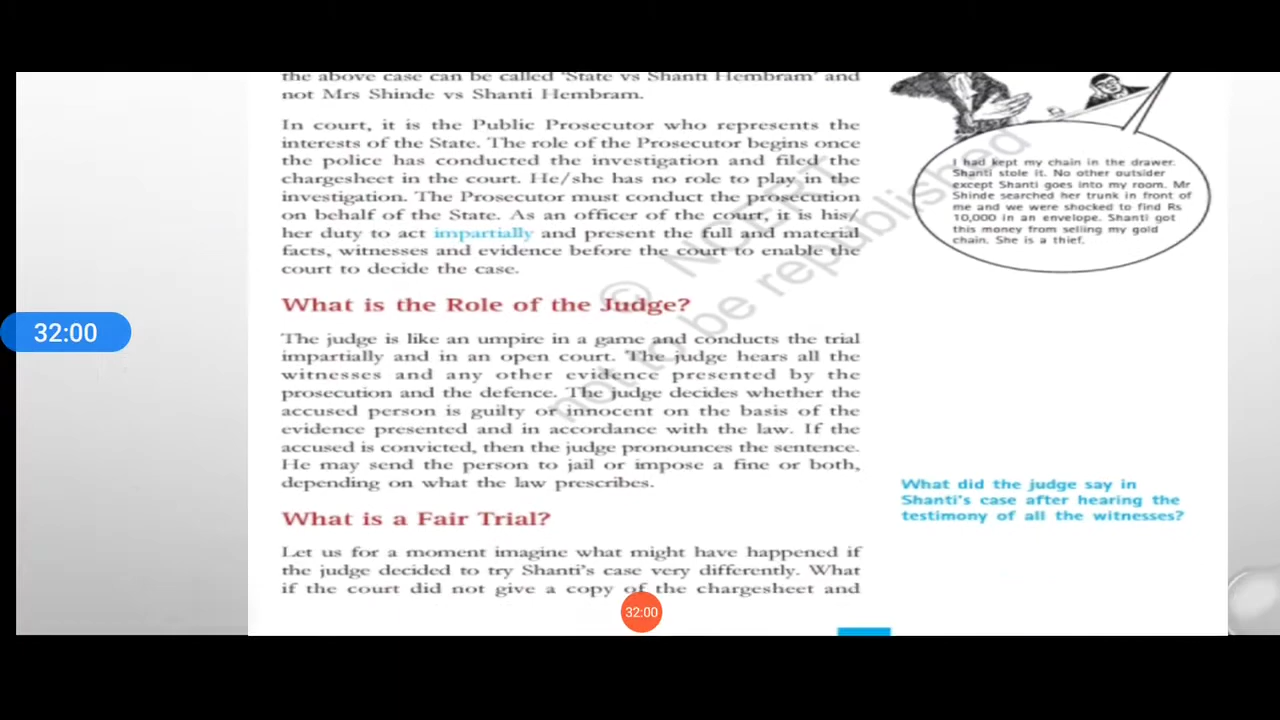 the above case can be called 'State vs Shanti Hembram' and
not Mrs Shinde vs Shanti Hembram.
In court, it is the Public Prosecutor who represents the
interests of the State. The role of the Prosecutor begins once
the police has conducted the investigation and filed the
chargesheet in the court. He/she has no role to play in the
investigation. The Prosecutor must conduct the prosecution
on behalf of the State. As an officer of the court, it is his/
her duty to act impartially and present the full and material
facts, witnesses and evidence before the court to enable the
court to decide the case.
What is the Role of the Judge?
The judge is like an umpire in a game and conducts the trial
impartially and in an open court. The judge hears all the
witnesses and any other evidence presented by the
prosecution and the defence. The judge decides whether the
accused person is guilty or innocent on the basis of the
evidence presented and in accordance with the law. If the
accused is convicted, then the judge pronounces the sentence.
He may send the person to jail or impose a fine or both,
depending on what the law prescribes.
What is a Fair Trial?
Let us for a moment imagine what might have happened if
the judge decided to try Shanti's case very differently. What
if the court did not give a copy of the chargesheet and
I had kept my chain in the drawer.
Shanti stole it. No other outsider
except Shanti goes into my room. Mr
Shinde searched her trunk in front of
me and we were shocked to find Rs
10,000 in an envelope. Shanti got
this money from selling my gold
chain. She is a thief.
What did the judge say in
Shanti's case after hearing the
testimony of all the witnesses?
© NCERT
not to be republished
32:00
32:00